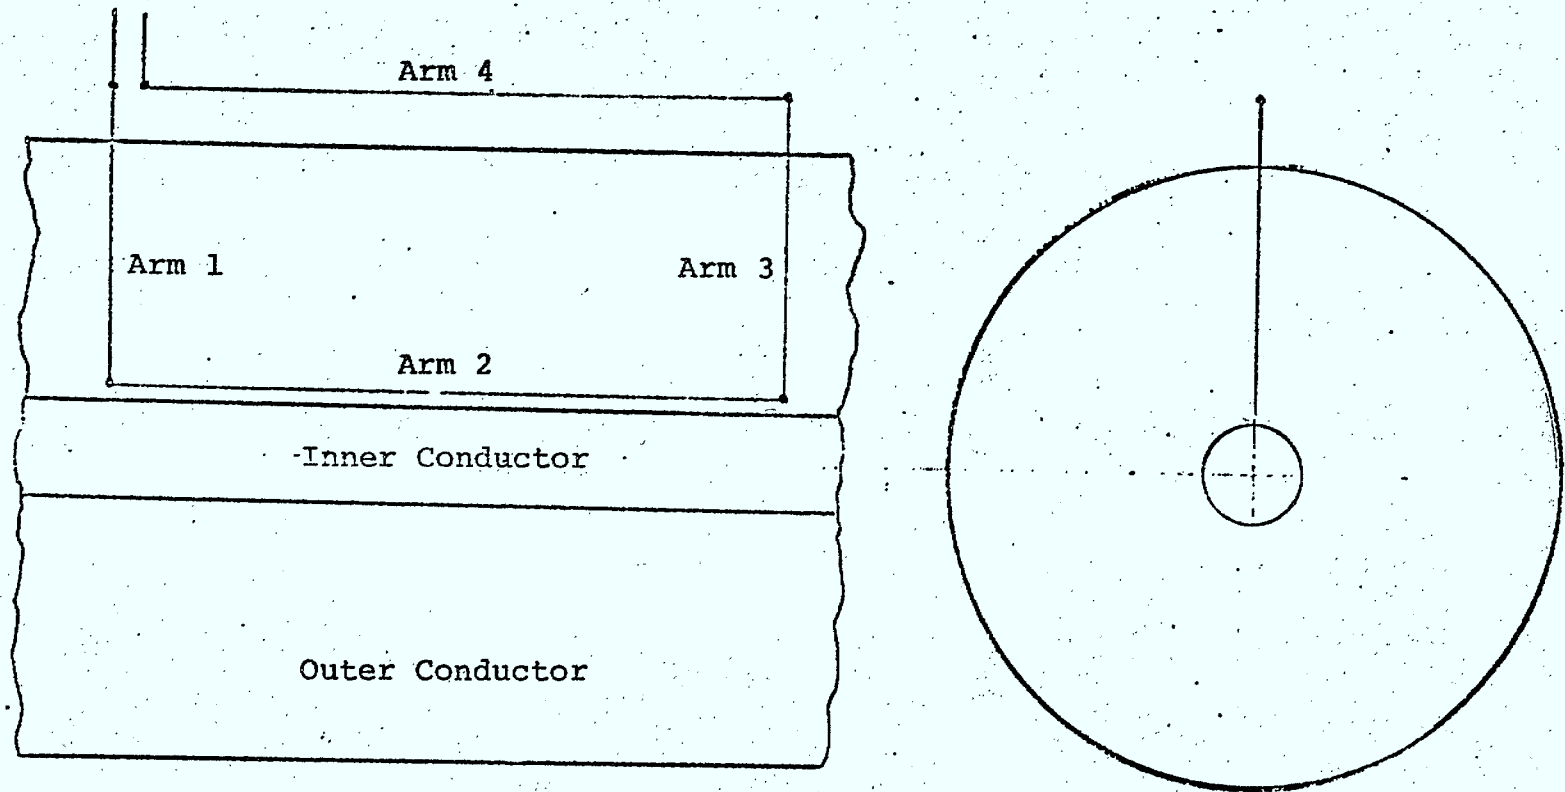 Arm 4
Arm 1
Arm 3
Arm 2
Inner Conductor
Outer Conductor